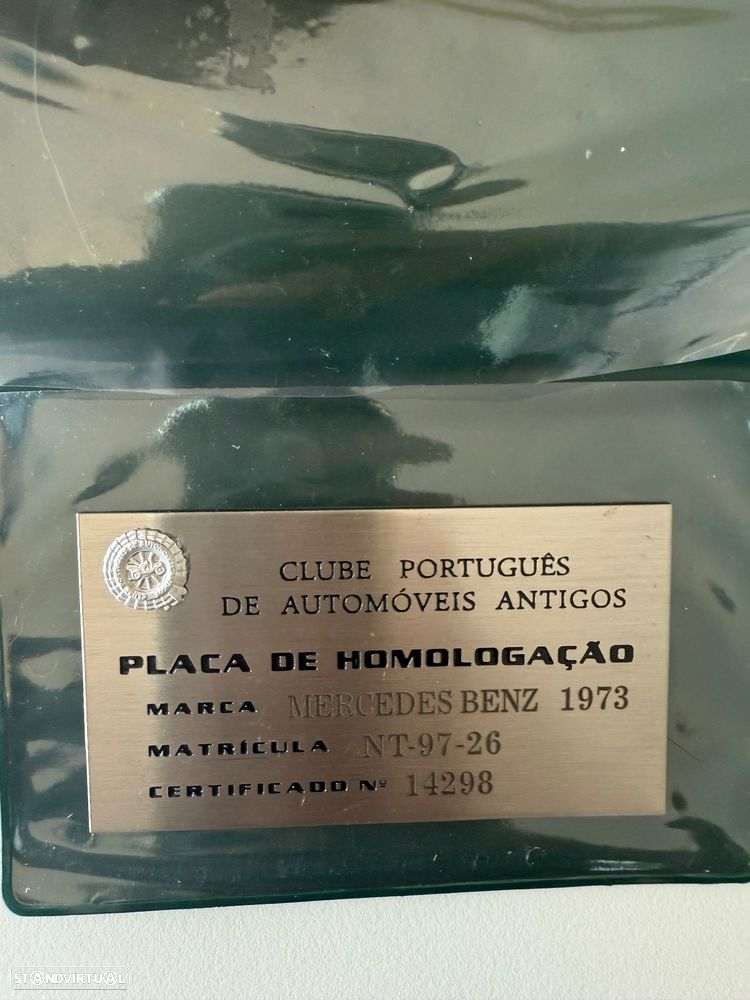 CLUBE PORTUGUÊS
DE AUTOMÓVEIS ANTIGOS
PLACA DE HOMOLOGAÇÃO
MARCA MERCEDES BENZ 1973
MATRÍCULA NT-97-26
CERTIFICADO Nº 14298
STANDVIRTUAL